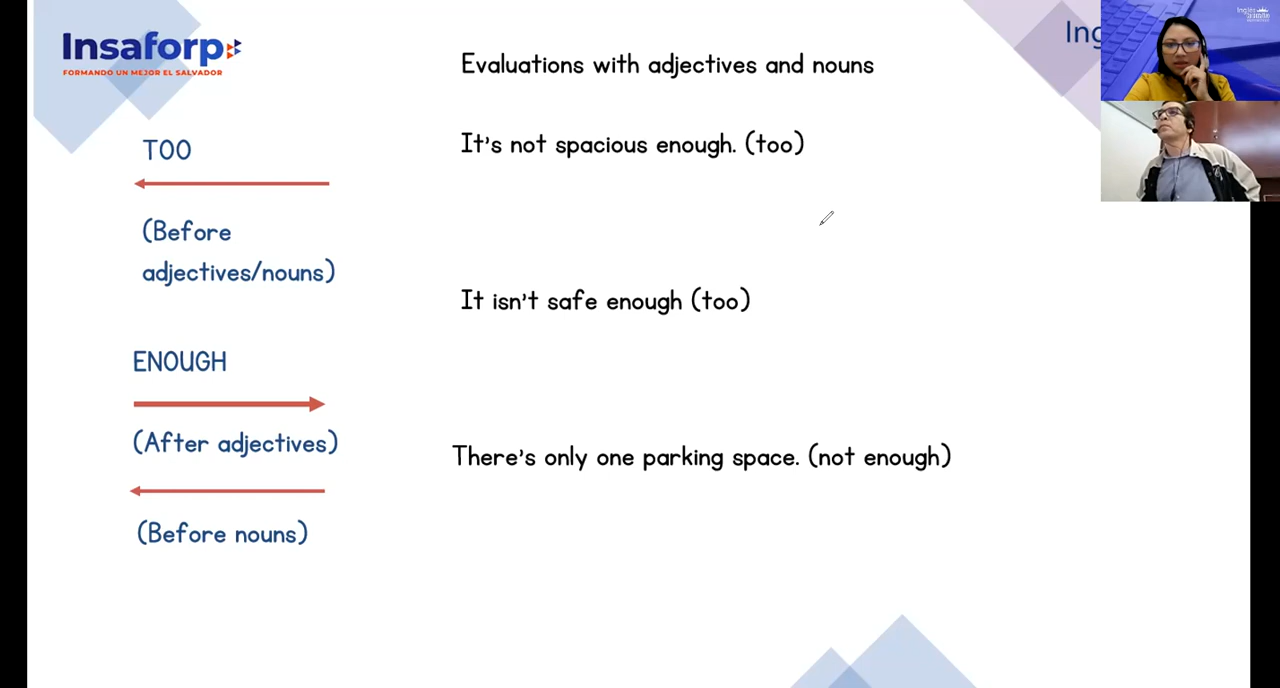 Insaforp
FORMANDO UN MEJOR EL SALVADOR
Evaluations with adjectives and nouns
TOO
(Before
adjectives/nouns)
ENOUGH
(After adjectives)
(Before nouns)
It's not spacious enough. (too)
It isn't safe enough (too)
There's only one parking space. (not enough)